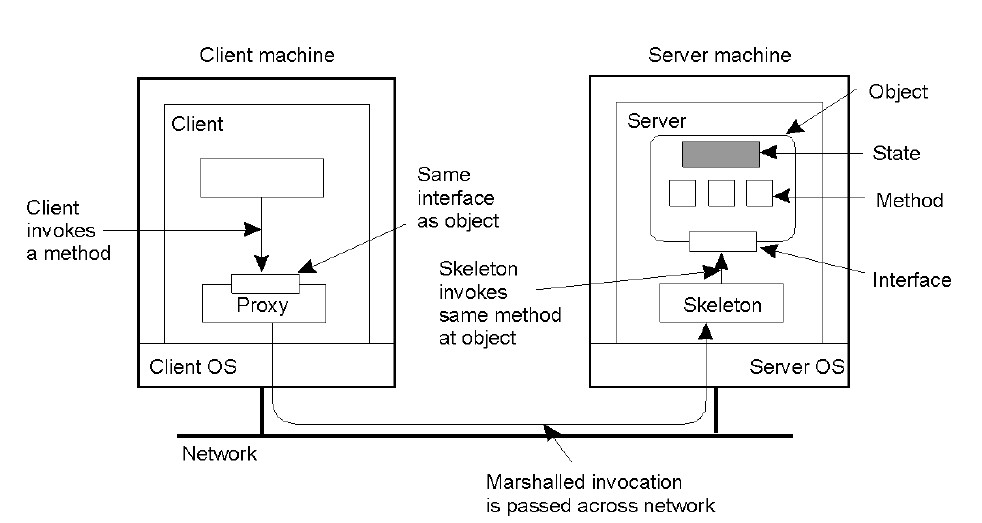 Client machine
Server machine
Client
Server
Object
State
Method
Interface
Same
interface
as object
Client
invokes
a method
Proxy
Skeleton
invokes
same method
at object
Skeleton
Client OS
Server OS
Network
Marshalled invocation
is passed across network